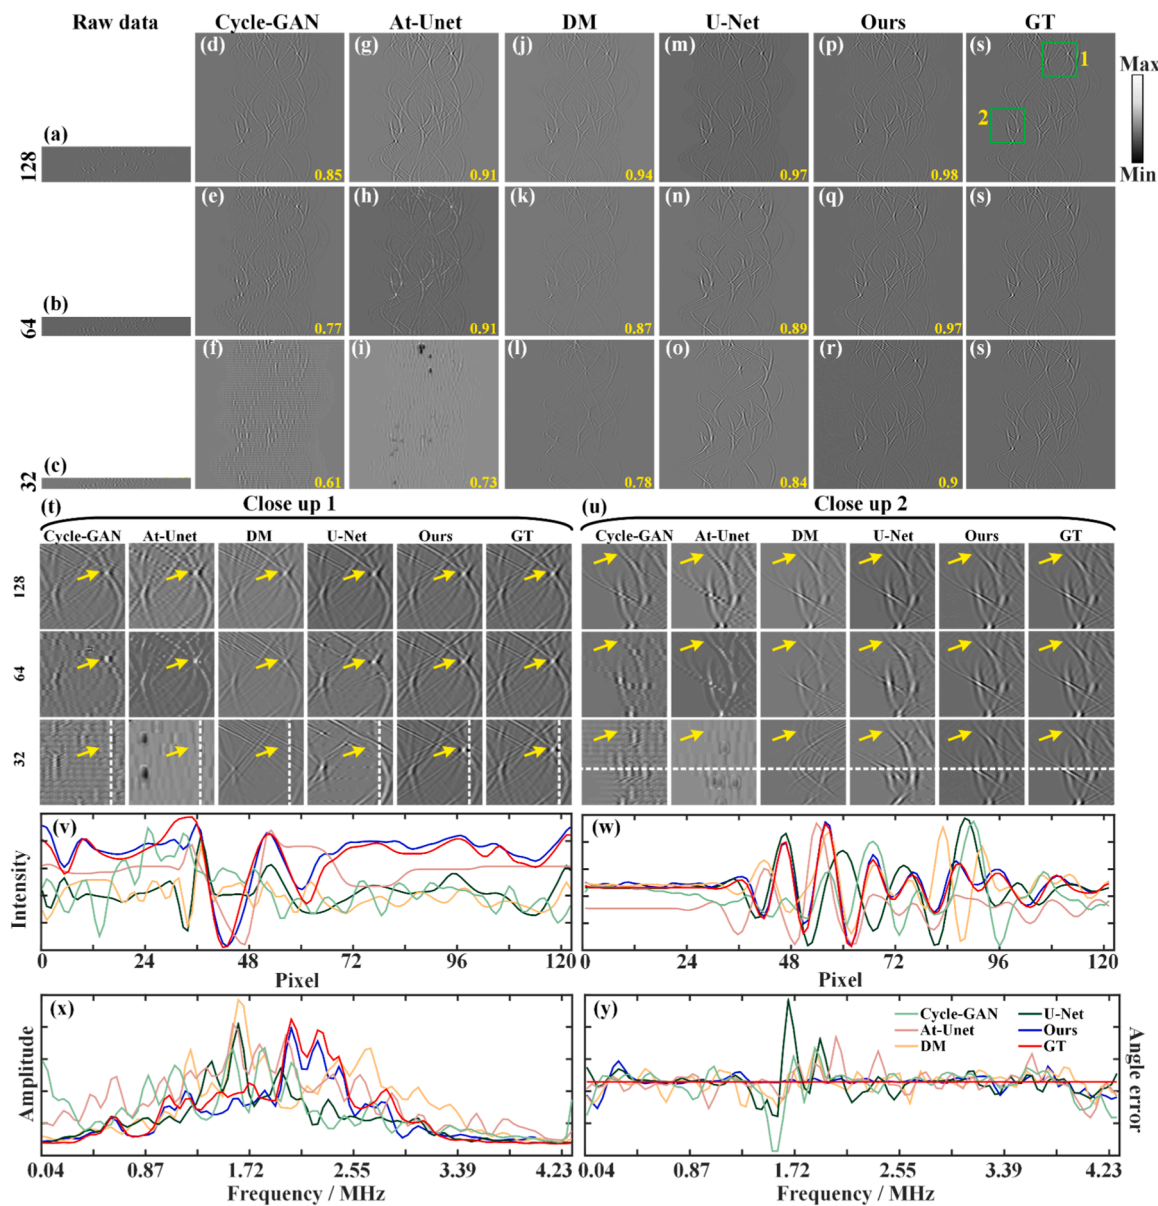 Raw data Cycle-GAN At-Unet DM U-Net Ours GT
(d) (g) (j) (m) (p) (s)
1
Max
2
(a)
128
0.85 0.91 0.94 0.97 0.98
Min
(e) (h) (k) (n) (q) (s)
(b)
64
0.77 0.91 0.87 0.89 0.97
(f) (i) (l) (o) (r) (s)
(c)
32
0.61 0.73 0.78 0.84 0.9
(t) Close up 1
Cycle-GAN At-Unet DM U-Net Ours GT
128
64
32
(u) Close up 2
Cycle-GAN At-Unet DM U-Net Ours GT
(v)
Intensity
0 24 48 72 96 120
Pixel
(w)
0 24 48 72 96 120
Pixel
(x)
Amplitude
0.04 0.87 1.72 2.55 3.39 4.23
Frequency / MHz
(y)
Cycle-GAN U-Net
At-Unet Ours
DM GT
Angle error
0.04 0.87 1.72 2.55 3.39 4.23
Frequency / MHz